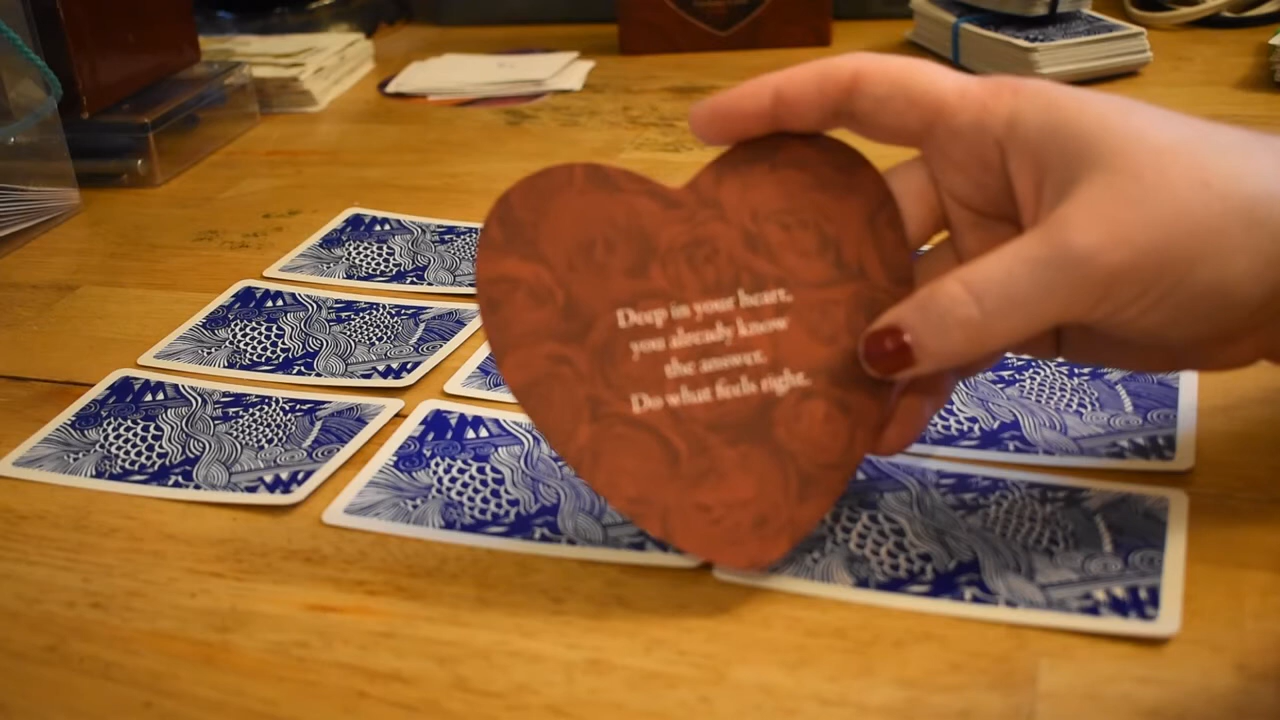 Deep in your heart,
you already know
the answer.
Do what feels right.